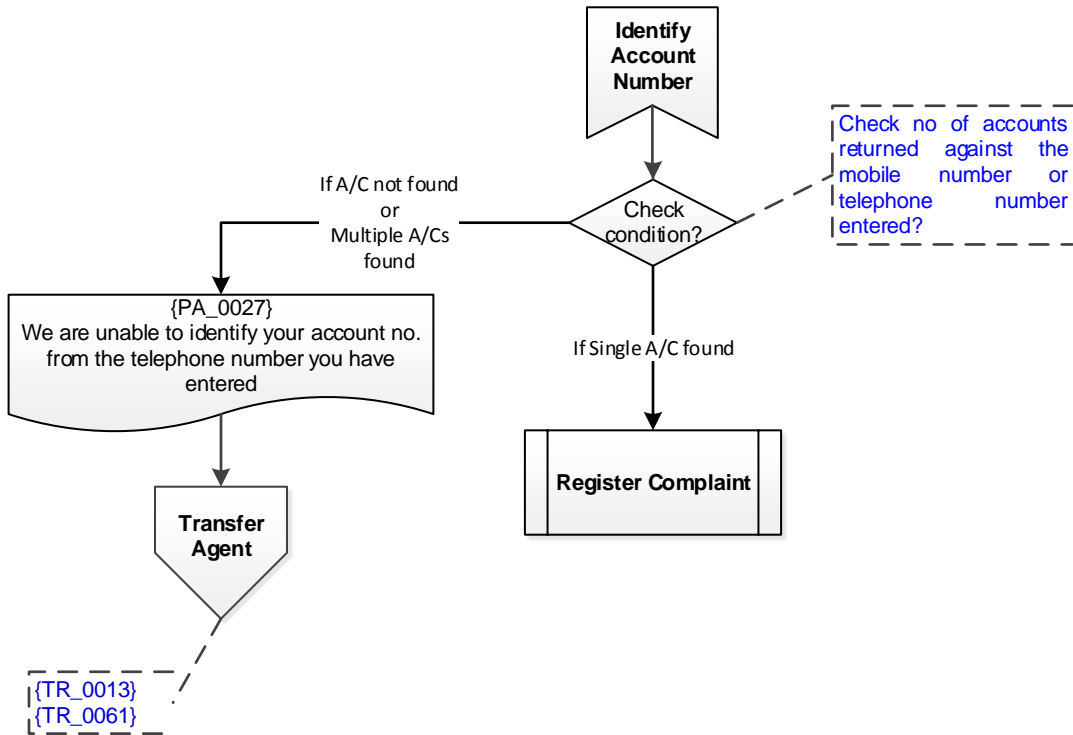 Identify
Account
Number
Check no of accounts
returned against the
mobile number or
telephone number
entered?
If A/C not found
or
Multiple A/Cs
found
Check
condition?
{PA_0027}
We are unable to identify your account no.
from the telephone number you have
entered
If Single A/C found
Register Complaint
Transfer
Agent
{TR_0013}
{TR_0061}